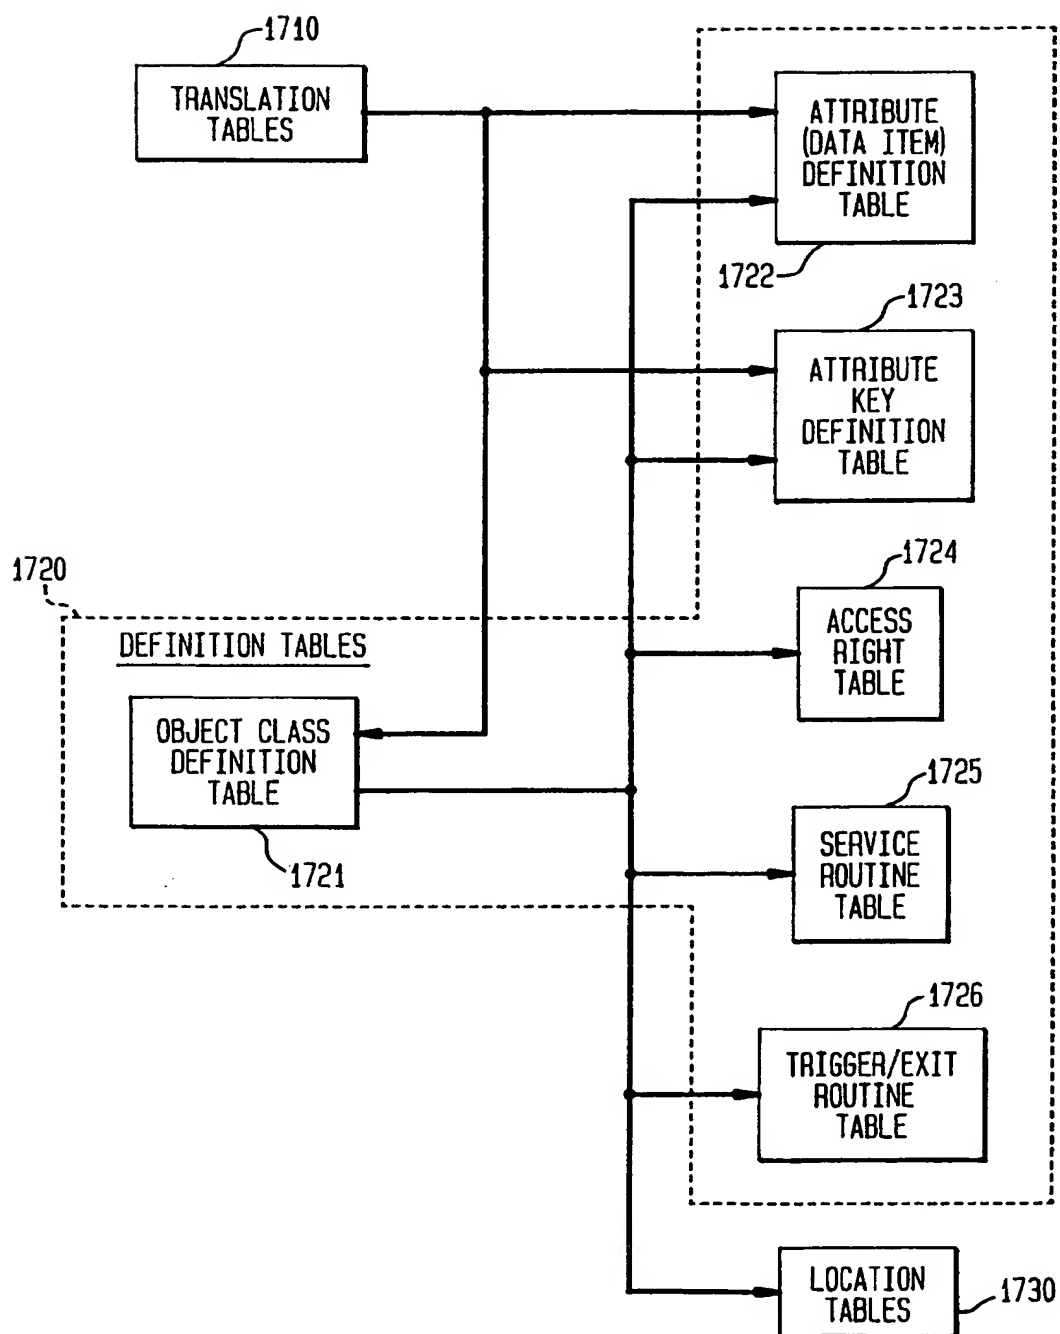 1710
TRANSLATION
TABLES
ATTRIBUTE
(DATA ITEM)
DEFINITION
TABLE
1722
1723
ATTRIBUTE
KEY
DEFINITION
TABLE
1720
DEFINITION TABLES
1724
ACCESS
RIGHT
TABLE
OBJECT CLASS
DEFINITION
TABLE
1721
1725
SERVICE
ROUTINE
TABLE
1726
TRIGGER/EXIT
ROUTINE
TABLE
LOCATION
TABLES
1730